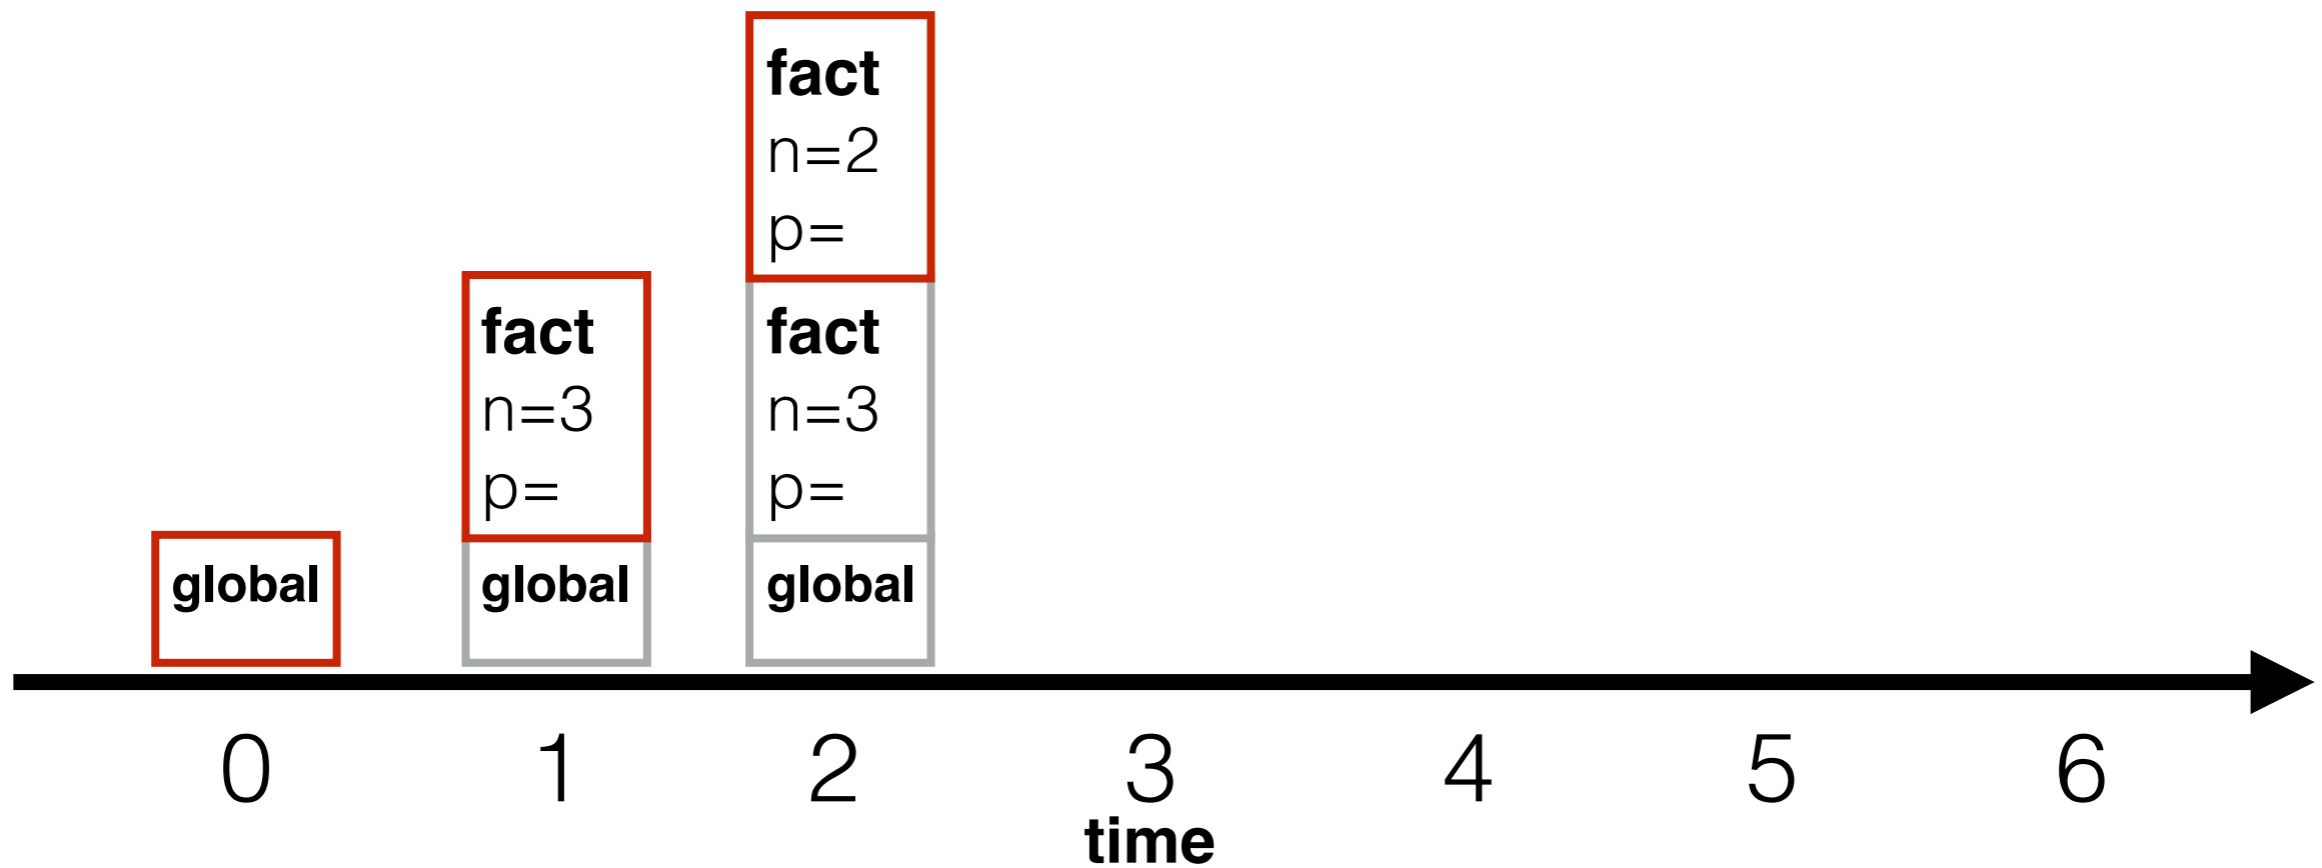 fact
n=2
p=
fact
n=3
p=
fact
n=3
p=
global
global
global
0 1 2 3 4 5 6
time